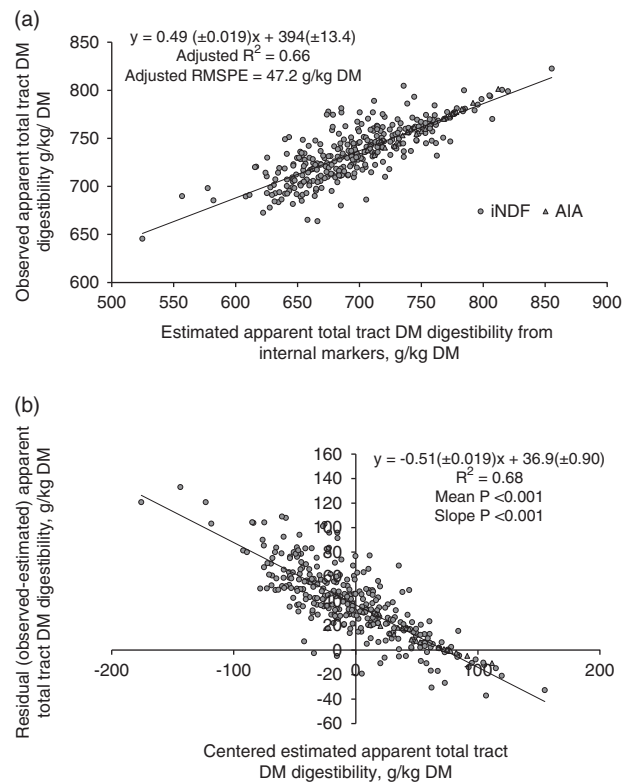 (a)
y = 0.49 (±0.019)x + 394(±13.4)
Adjusted R² = 0.66
Adjusted RMSPE = 47.2 g/kg DM
Observed apparent total tract DM
digestibility g/kg/ DM
850
800
750
700
650
600
iNDF AIA
500 550 600 650 700 750 800 850 900
Estimated apparent total tract DM digestibility from
internal markers, g/kg DM
(b)
y = -0.51(±0.019)x + 36.9(±0.90)
R² = 0.68
Mean P <0.001
Slope P <0.001
Residual (observed-estimated) apparent
total tract DM digestibility, g/kg DM
160
140
120
100
80
60
40
20
0
-20
-40
-60
-200 -100 0 100 200
Centered estimated apparent total tract
DM digestibility, g/kg DM